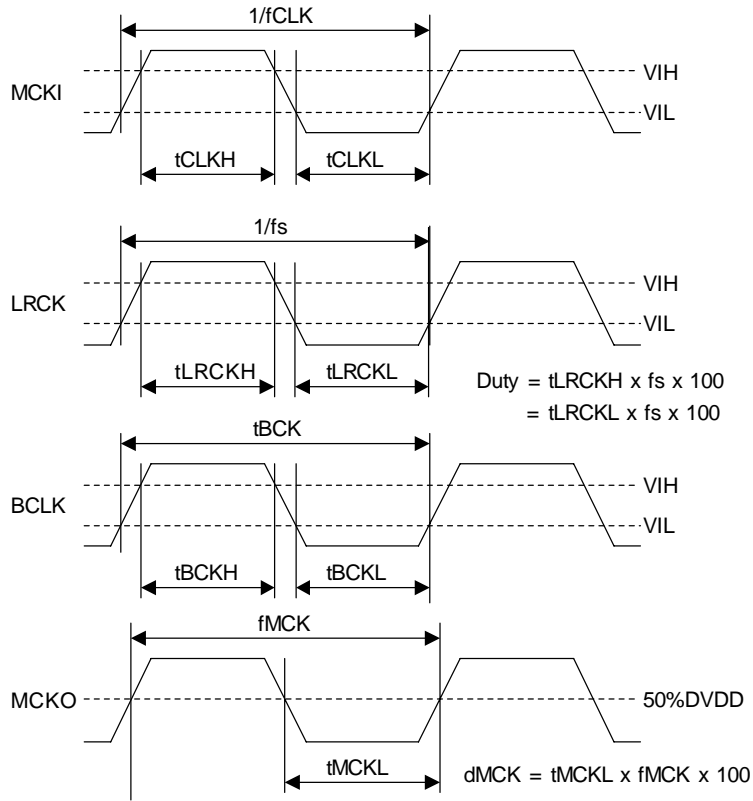 1/fCLK
MCKI
VIH
VIL
tCLKH
tCLKL
1/fs
LRCK
VIH
VIL
tLRCKH
tLRCKL
Duty = tLRCKH x fs x 100
= tLRCKL x fs x 100
tBCK
BCLK
VIH
VIL
tBCKH
tBCKL
fMCK
MCKO
50%DVDD
tMCKL
dMCK = tMCKL x fMCK x 100